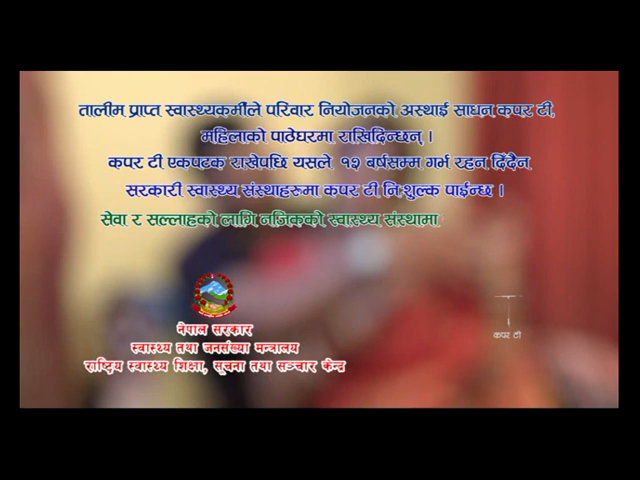 तालीम प्राप्त स्वास्थ्यकर्मीले परिवार नियोजनको अस्थाई साधन कपर टी,
महिलाको पाठेघरमा राखिदिन्छन् ।
कपर टी एकपटक राखेपछि यसले १२ बर्षसम्म गर्भ रहन दिँदैन
सरकारी स्वास्थ्य संस्थाहरुमा कपर टी निःशुल्क पाईन्छ ।
सेवा र सल्लाहको लागि नजिकको स्वास्थ्य संस्थामा
नेपाल सरकार
स्वास्थ्य तथा जनसंख्या मन्त्रालय
राष्ट्रिय स्वास्थ्य शिक्षा, सूचना तथा सञ्चार केन्द्र
कपर टी